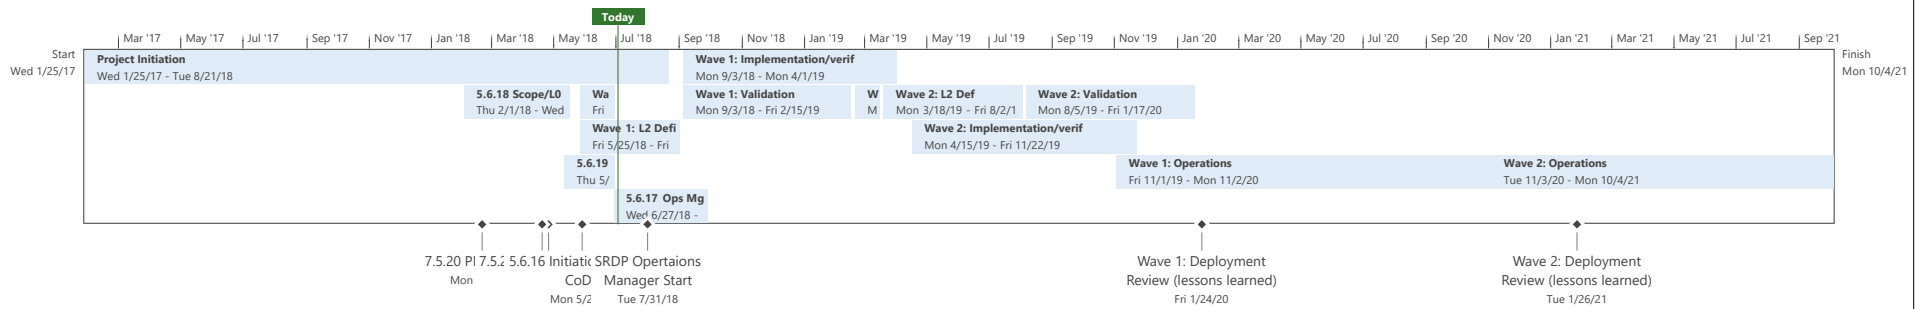 Today
Mar '17 May '17 Jul '17 Sep '17 Nov '17 Jan '18 Mar '18 May '18 Jul '18 Sep '18 Nov '18 Jan '19 Mar '19 May '19 Jul '19 Sep '19 Nov '19 Jan '20 Mar '20 May '20 Jul '20 Sep '20 Nov '20 Jan '21 Mar '21 May '21 Jul '21 Sep '21
Start
Wed 1/25/17
Finish
Mon 10/4/21
Project Initiation
Wed 1/25/17 - Tue 8/21/18
Wave 1: Implementation/verif
Mon 9/3/18 - Mon 4/1/19
5.6.18 Scope/L0
Thu 2/1/18 - Wed
Wa
Fri
Wave 1: Validation
Mon 9/3/18 - Fri 2/15/19
W
M
Wave 2: L2 Def
Mon 3/18/19 - Fri 8/2/1
Wave 2: Validation
Mon 8/5/19 - Fri 1/17/20
Wave 1: L2 Defi
Fri 5/25/18 - Fri
Wave 2: Implementation/verif
Mon 4/15/19 - Fri 11/22/19
5.6.19
Thu 5/
Wave 1: Operations
Fri 11/1/19 - Mon 11/2/20
Wave 2: Operations
Tue 11/3/20 - Mon 10/4/21
5.6.17 Ops Mg
Wed 6/27/18 -
7.5.20 Pl
Mon
7.5.2
5.6.16 Initiatic
CoD
Mon 5/2
SRDP Opertaions
Manager Start
Tue 7/31/18
Wave 1: Deployment
Review (lessons learned)
Fri 1/24/20
Wave 2: Deployment
Review (lessons learned)
Tue 1/26/21